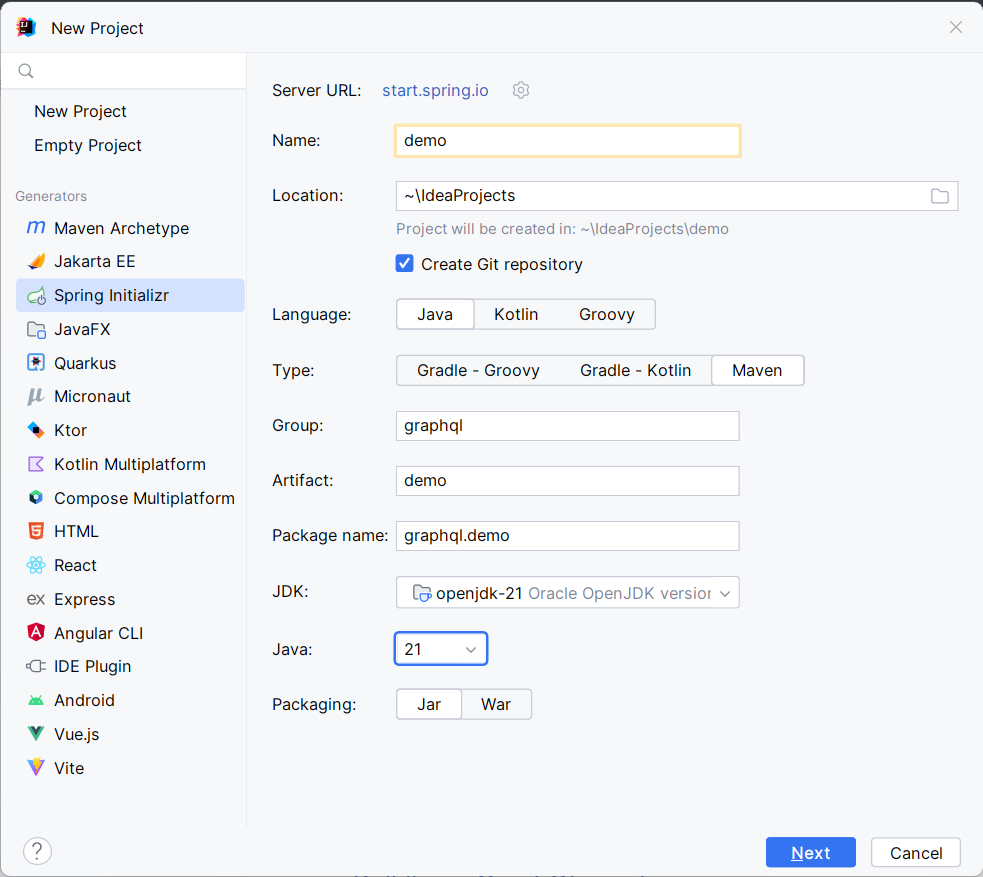 New Project
New Project
Empty Project
Generators
Maven Archetype
Jakarta EE
Spring Initializr
JavaFX
Quarkus
Micronaut
Ktor
Kotlin Multiplatform
Compose Multiplatform
HTML
React
Express
Angular CLI
IDE Plugin
Android
Vue.js
Vite
Server URL: start.spring.io
Name: demo
Location: ~\IdeaProjects
Project will be created in: ~\IdeaProjects\demo
Create Git repository
Language: Java Kotlin Groovy
Type: Gradle - Groovy Gradle - Kotlin Maven
Group: graphql
Artifact: demo
Package name: graphql.demo
JDK: openjdk-21 Oracle OpenJDK version
Java: 21
Packaging: Jar War
? Next Cancel